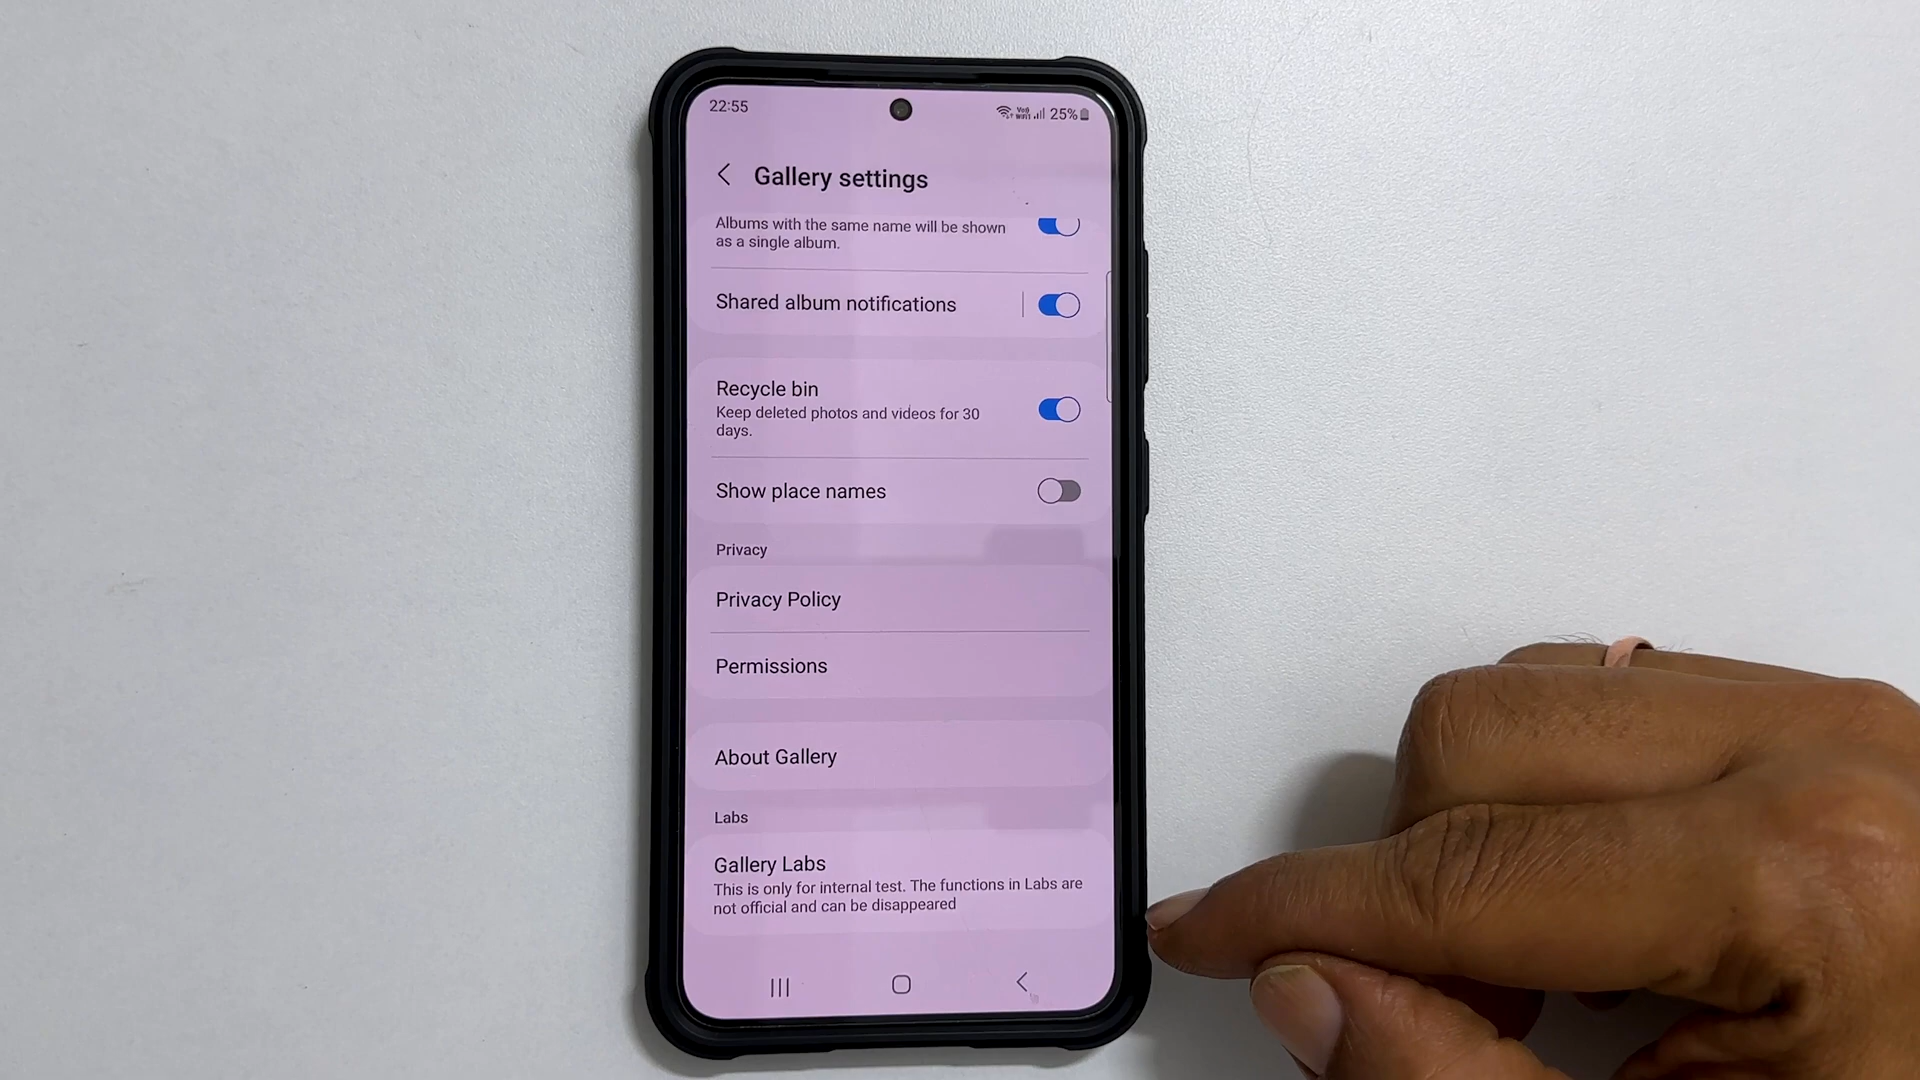 22:55
Vo))
WiFi1
25%
Gallery settings
Albums with the same name will be shown
as a single album.
Shared album notifications
Recycle bin
Keep deleted photos and videos for 30
days.
Show place names
Privacy
Privacy Policy
Permissions
About Gallery
Labs
Gallery Labs
This is only for internal test. The functions in Labs are
not official and can be disappeared